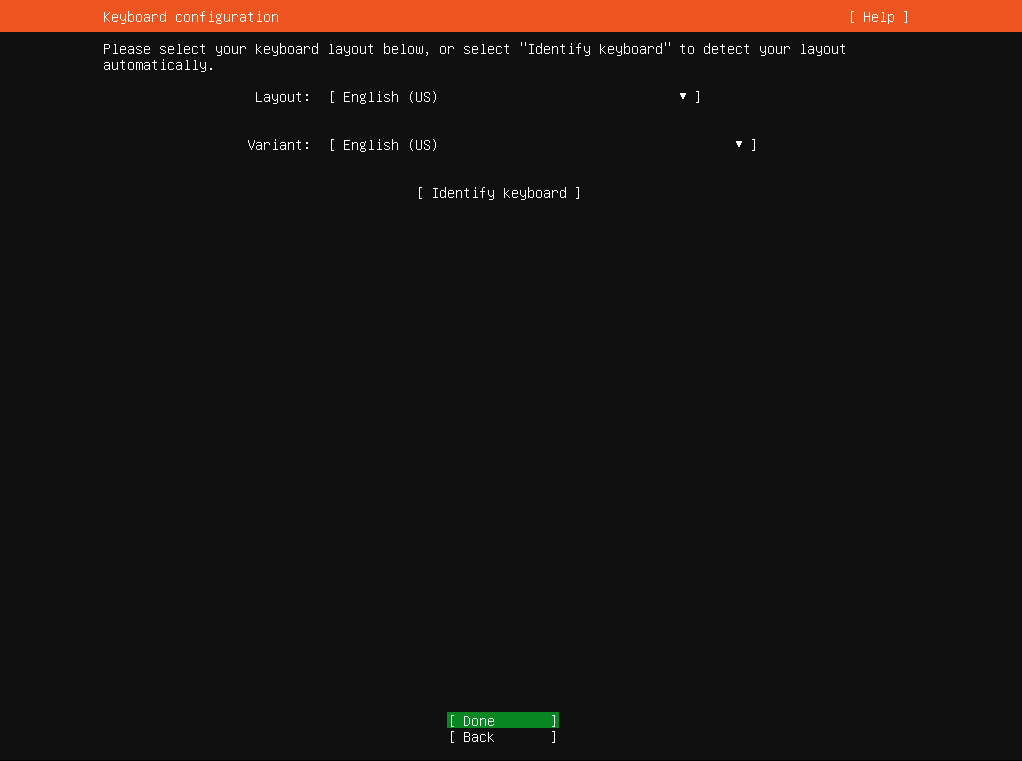 Keyboard configuration [ Help ]
Please select your keyboard layout below, or select "Identify keyboard" to detect your layout
automatically.
Layout: [ English (US) ▾ ]
Variant: [ English (US) ▾ ]
[ Identify keyboard ]
[ Done ]
[ Back ]